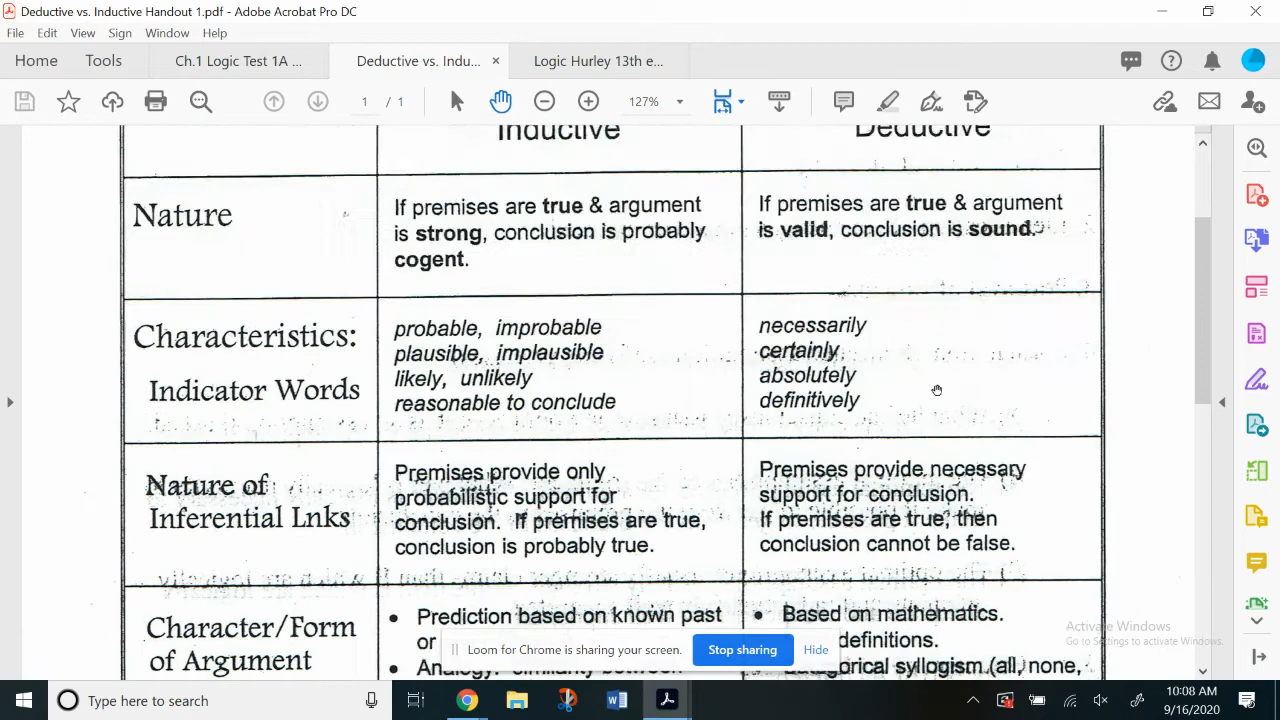 Deductive vs. Inductive Handout 1.pdf - Adobe Acrobat Pro DC
File Edit View Sign Window Help
Home Tools Ch.1 Logic Test 1A ... Deductive vs. Indu... × Logic Hurley 13th e...
1 / 1 127%
Inductive Deductive
Nature
If premises are true & argument
is strong, conclusion is probably
cogent.
If premises are true & argument
is valid, conclusion is sound.
Characteristics:
Indicator Words
probable, improbable
plausible, implausible
likely, unlikely
reasonable to conclude
necessarily
certainly
absolutely
definitively
Nature of
Inferential Lnks
Premises provide only
probabilistic support for
conclusion. If premises are true,
conclusion is probably true.
Premises provide necessary
support for conclusion.
If premises are true, then
conclusion cannot be false.
Character/Form
of Argument
• Prediction based on known past
or
• Analogy: similarity between
• Based on mathematics.
definitions.
syllogism (all, none,
Loom for Chrome is sharing your screen. Stop sharing Hide
Activate Windows
Go to Settings to activate Windows.
Type here to search
10:08 AM
9/16/2020